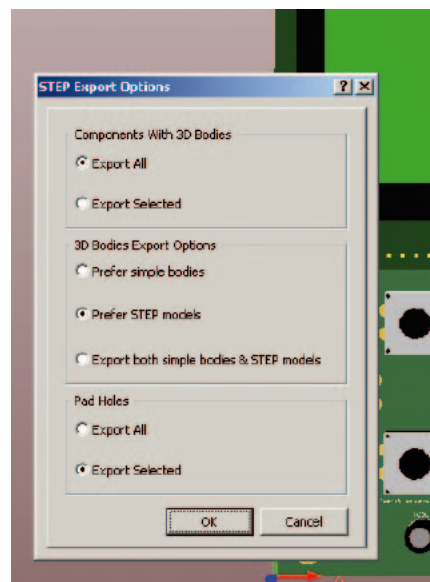 STEP Export Options
Components With 3D Bodies
Export All
Export Selected
3D Bodies Export Options
Prefer simple bodies
Prefer STEP models
Export both simple bodies & STEP models
Pad Holes
Export All
Export Selected
OK
Cancel